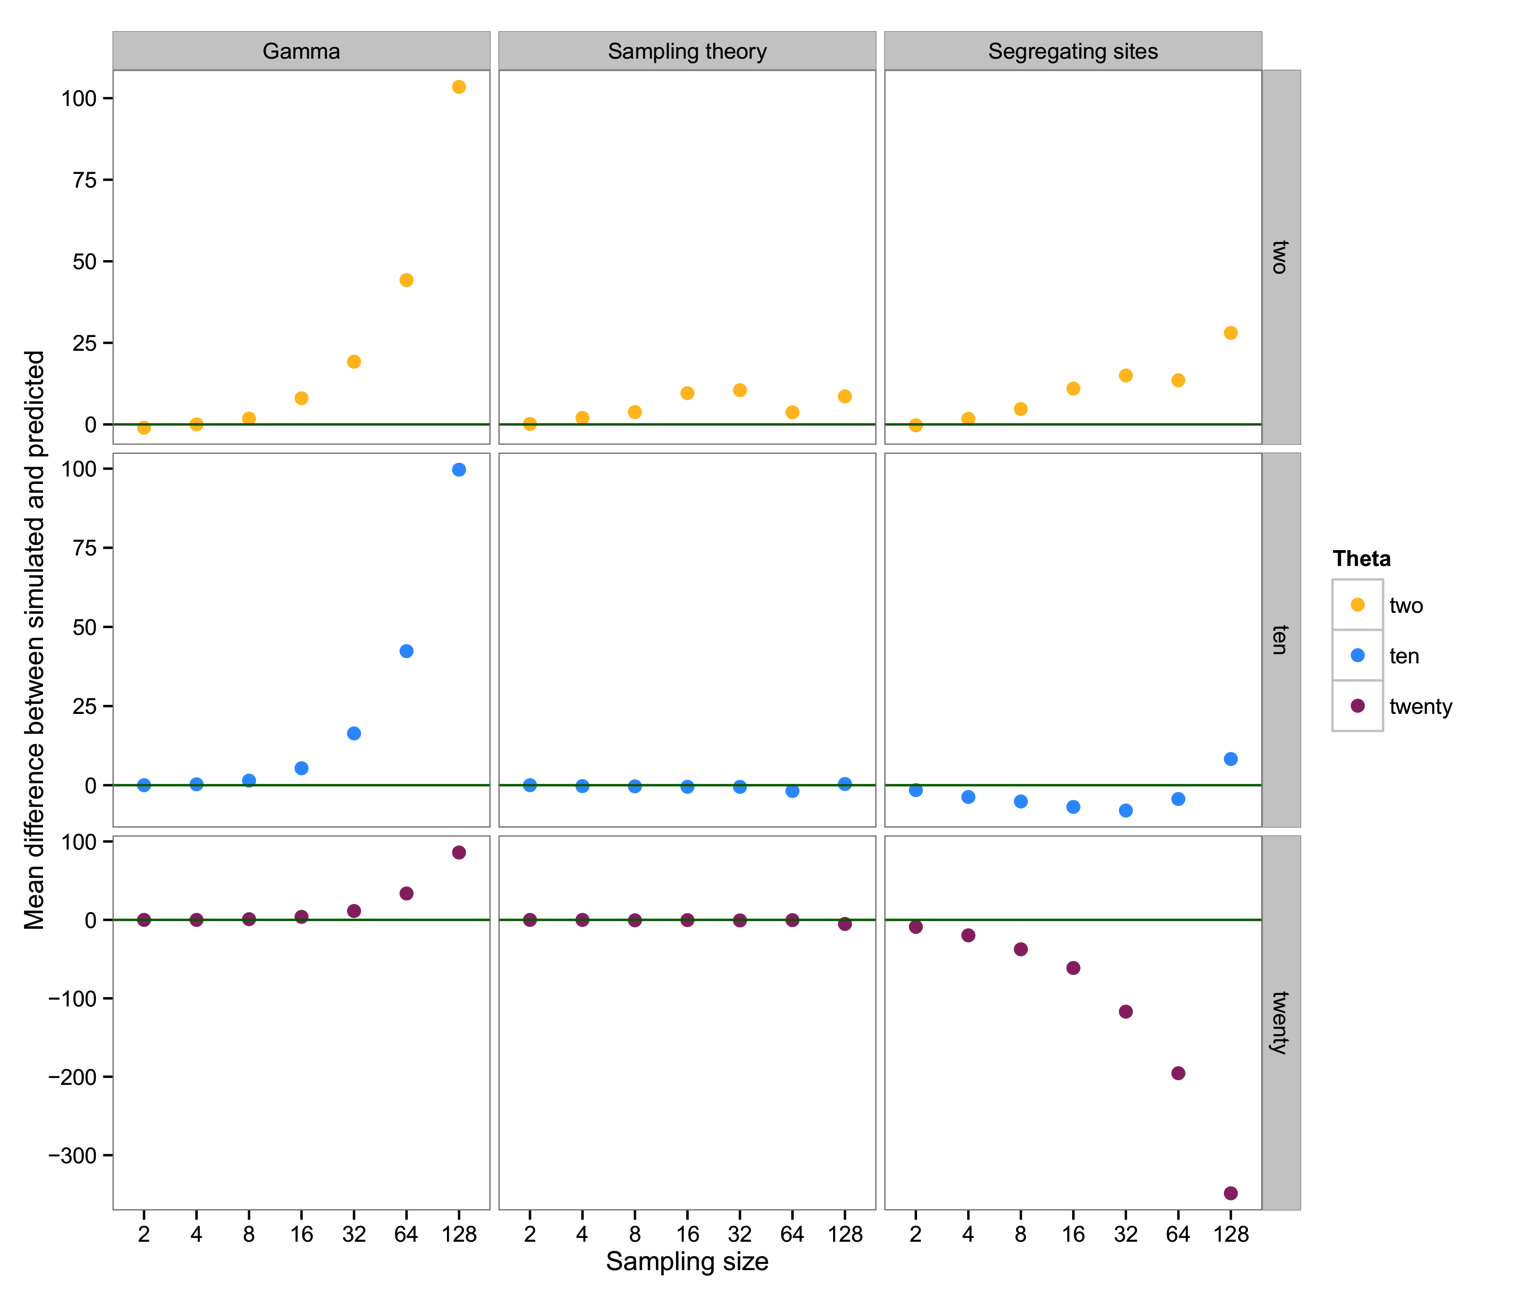 Gamma
Sampling theory
Segregating sites
100
75
50
25
0
two
100
75
50
25
0
ten
100
0
−100
−200
−300
twenty
2 4 8 16 32 64 128
2 4 8 16 32 64 128
2 4 8 16 32 64 128
Sampling size
Mean difference between simulated and predicted
Theta
two
ten
twenty